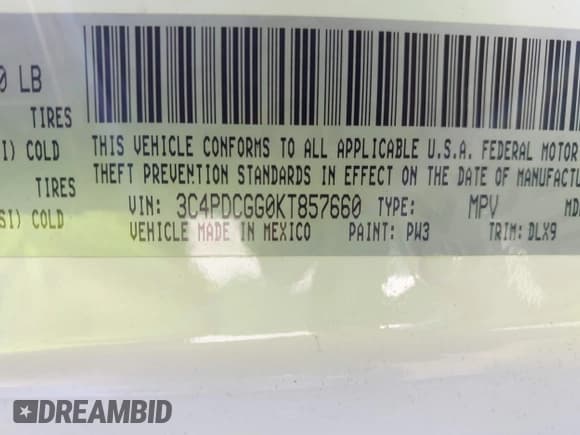 0 LB
TIRES
I) COLD
THIS VEHICLE CONFORMS TO ALL APPLICABLE U.S.A. FEDERAL MOTOR
THEFT PREVENTION STANDARDS IN EFFECT ON THE DATE OF MANUFACTU
TIRES
SI) COLD
VIN: 3C4PDCGG0KT857660 TYPE: MPV MD
VEHICLE MADE IN MEXICO PAINT: PW3 TRIM: DLX9
DREAMBID